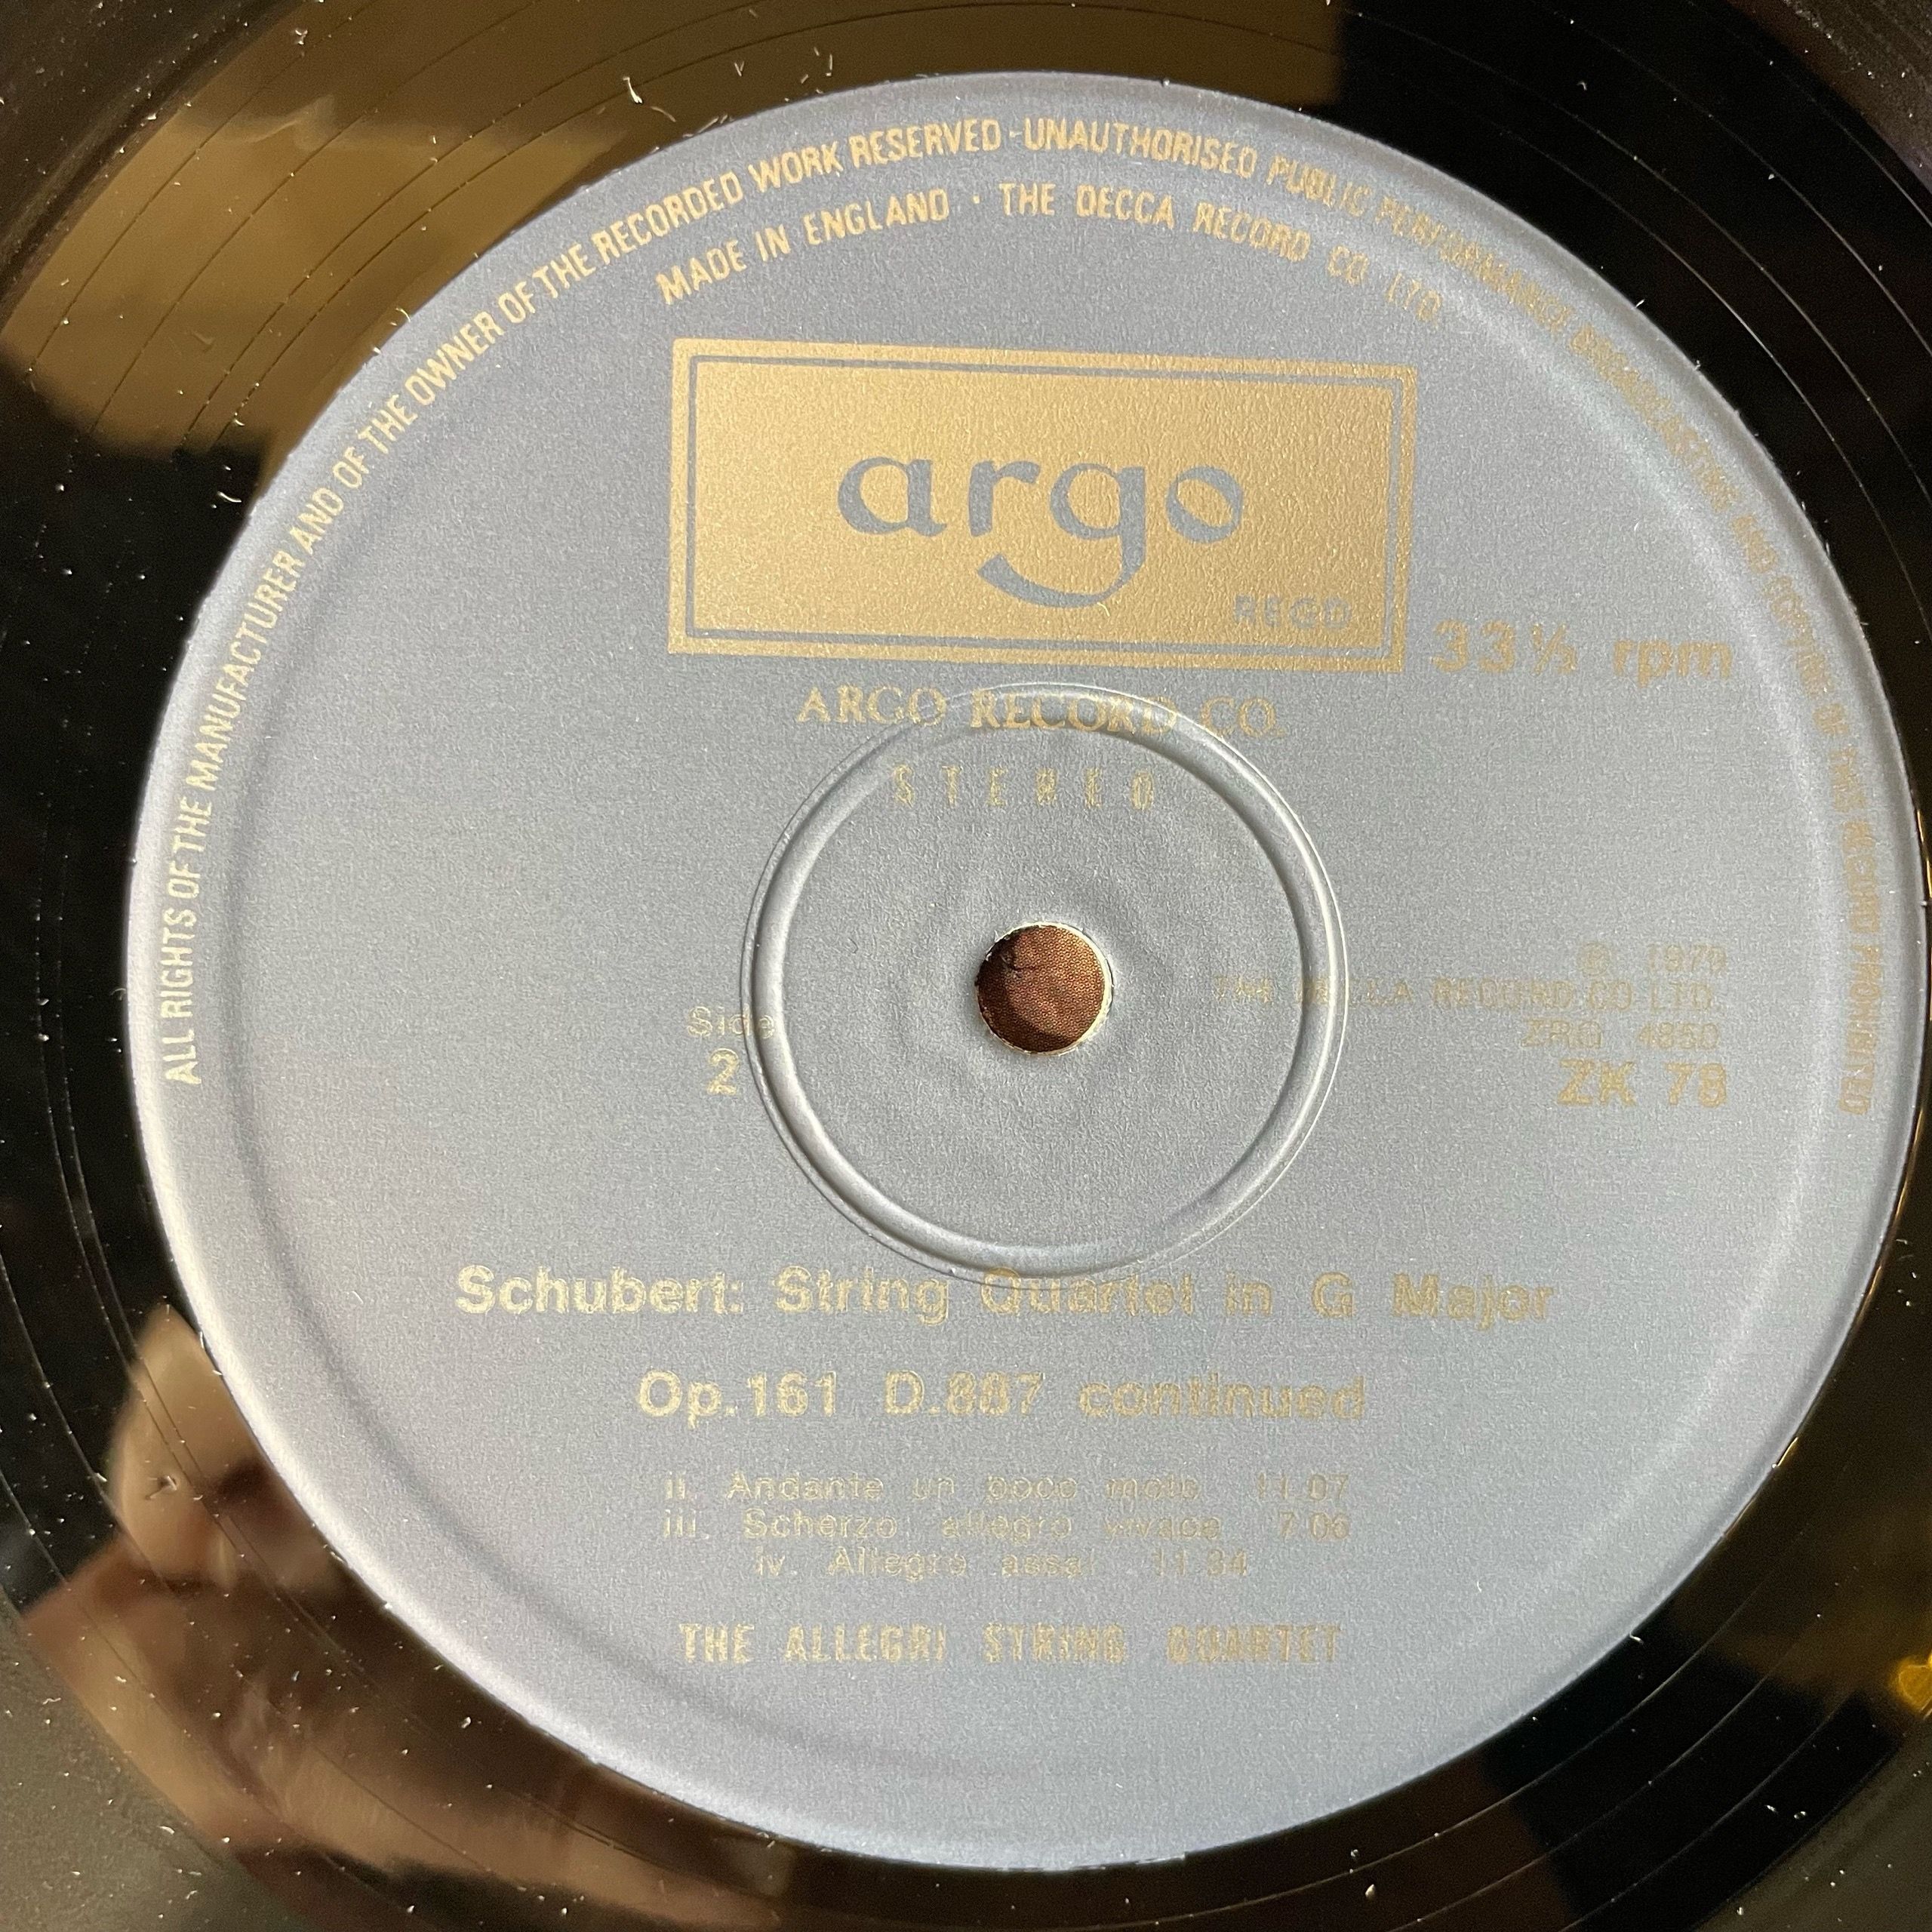 ALL RIGHTS OF THE MANUFACTURER AND OF THE OWNER OF THE RECORDED WORK RESERVED · UNAUTHORISED PUBLIC PERFORMANCE BROADCASTING AND COPYING OF THIS RECORD PROHIBITED
MADE IN ENGLAND · THE DECCA RECORD CO. LTD.
argo
REGD
33⅓ rpm
ARGO RECORD CO.
STEREO
℗ 1979
THE DECCA RECORD CO LTD.
Side
2
ZRG
ZK 78
Schubert: String Quartet in G Major
Op.161 D.887 continued
ii. Andante un poco moto 11.07
iii. Scherzo allegro vivace 7.06
iv. Allegro assai 11.34
THE ALLEGRI STRING QUARTET